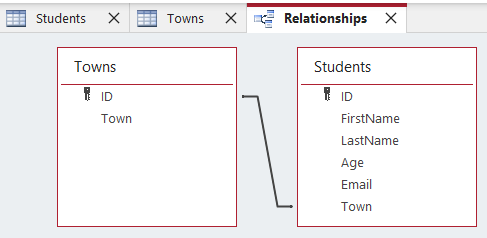 Students Towns Relationships
Towns
ID
Town
Students
ID
FirstName
LastName
Age
Email
Town